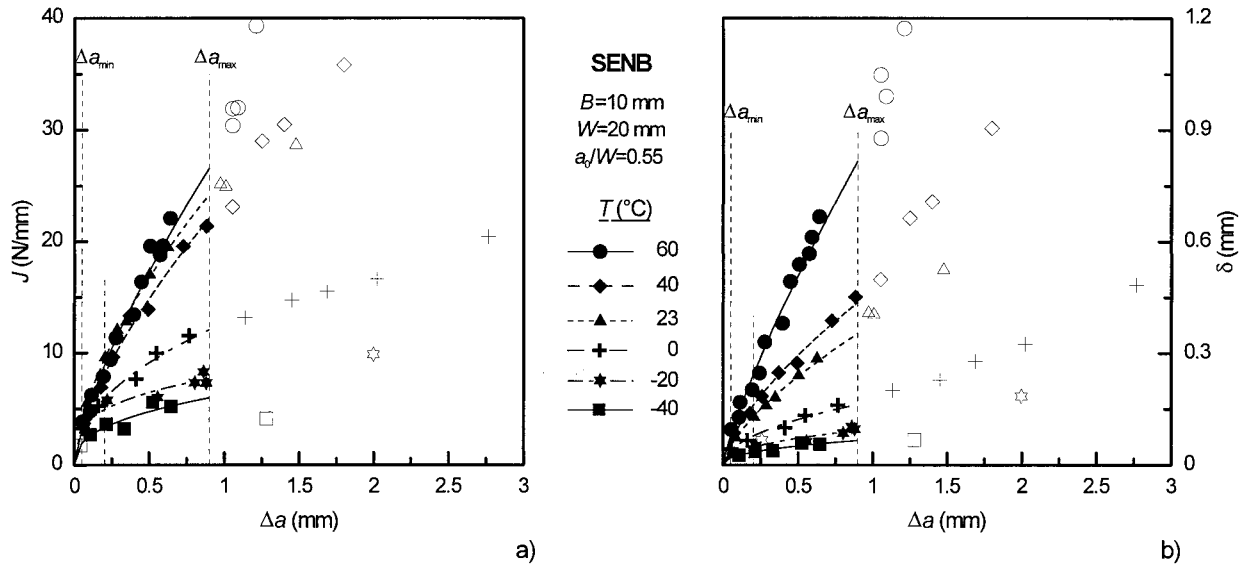 40
30
20
10
0
J (N/mm)
Δa_min
Δa_max
0
0.5
1
1.5
2
2.5
3
Δa (mm)
a)
SENB
B=10 mm
W=20 mm
a_0/W=0.55
T (°C)
60
40
23
0
-20
-40
Δa_min
Δa_max
1.2
0.9
0.6
0.3
0
δ (mm)
0
0.5
1
1.5
2
2.5
3
Δa (mm)
b)